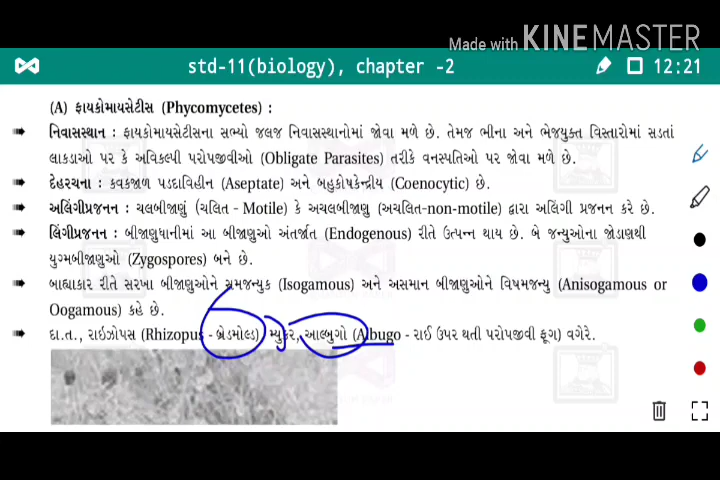 Made with KINEMASTER
std-11(biology), chapter -2
12:21
(A) ફાયકોમાયસેટીસ (Phycomycetes) :
નિવાસસ્થાન : ફાયકોમાયસેટીસના સભ્યો જલજ નિવાસસ્થાનોમાં જોવા મળે છે. તેમજ ભીના અને ભેજયુક્ત વિસ્તારોમાં સડતાં
લાકડાઓ પર કે અવિકલ્પી પરોપજીવીઓ (Obligate Parasites) તરીકે વનસ્પતિઓ પર જોવા મળે છે.
દેહરચના : કવકજાળ પડદાવિહીન (Aseptate) અને બહુકોષકેન્દ્રીય (Coenocytic) છે.
અલિંગીપ્રજનન : ચલબીજાણું (ચલિત - Motile) કે અચલબીજાણુ (અચલિત-non-motile) દ્વારા અલિંગી પ્રજનન કરે છે.
લિંગીપ્રજનન : બીજાણુધાનીમાં આ બીજાણુઓ અંતર્જાત (Endogenous) રીતે ઉત્પન્ન થાય છે. બે જન્યુઓના જોડાણથી
યુગ્મબીજાણુઓ (Zygospores) બને છે.
બાહ્યાકાર રીતે સરખા બીજાણુઓને સમજન્યુક (Isogamous) અને અસમાન બીજાણુઓને વિષમજન્યુ (Anisogamous or
Oogamous) કહે છે.
દા.ત., રાઇઝોપસ (Rhizopus - બ્રેડમોલ્ડ) મ્યુકર, આલ્બુગો (Albugo - રાઈ ઉપર થતી પરોપજીવી ફૂગ) વગેરે.